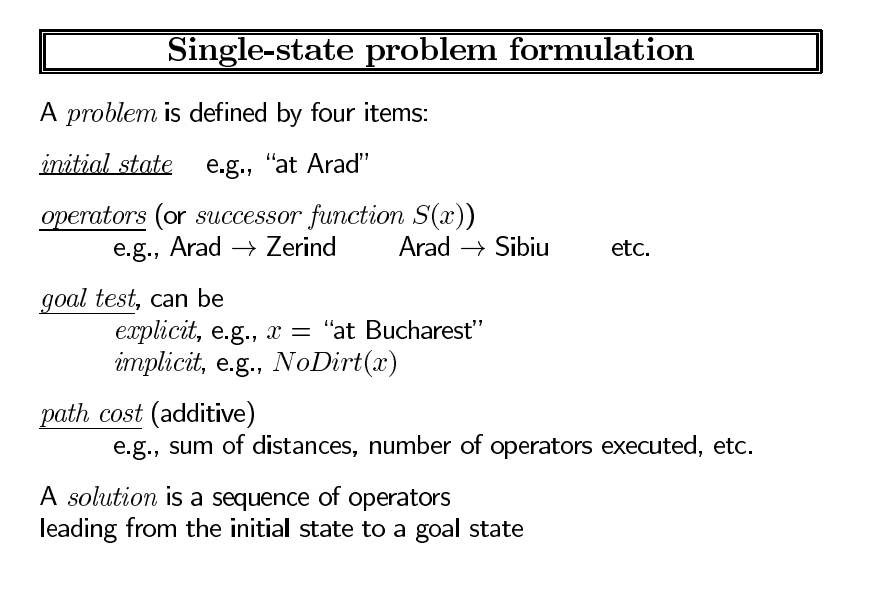 Single-state problem formulation
A problem is defined by four items:
initial state e.g., “at Arad”
operators (or successor function S(x))
e.g., Arad → Zerind Arad → Sibiu etc.
goal test, can be
explicit, e.g., x = “at Bucharest”
implicit, e.g., NoDirt(x)
path cost (additive)
e.g., sum of distances, number of operators executed, etc.
A solution is a sequence of operators
leading from the initial state to a goal state